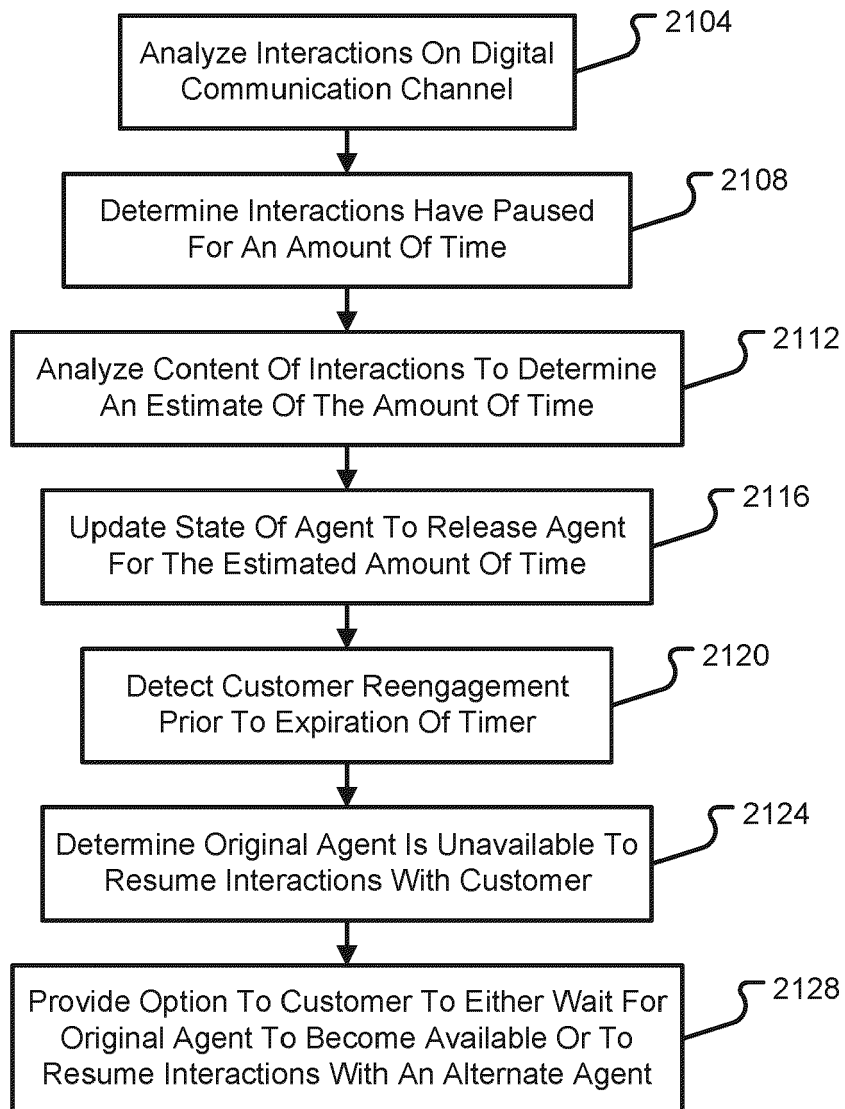 2104
Analyze Interactions On Digital
Communication Channel
2108
Determine Interactions Have Paused
For An Amount Of Time
2112
Analyze Content Of Interactions To Determine
An Estimate Of The Amount Of Time
2116
Update State Of Agent To Release Agent
For The Estimated Amount Of Time
2120
Detect Customer Reengagement
Prior To Expiration Of Timer
2124
Determine Original Agent Is Unavailable To
Resume Interactions With Customer
2128
Provide Option To Customer To Either Wait For
Original Agent To Become Available Or To
Resume Interactions With An Alternate Agent